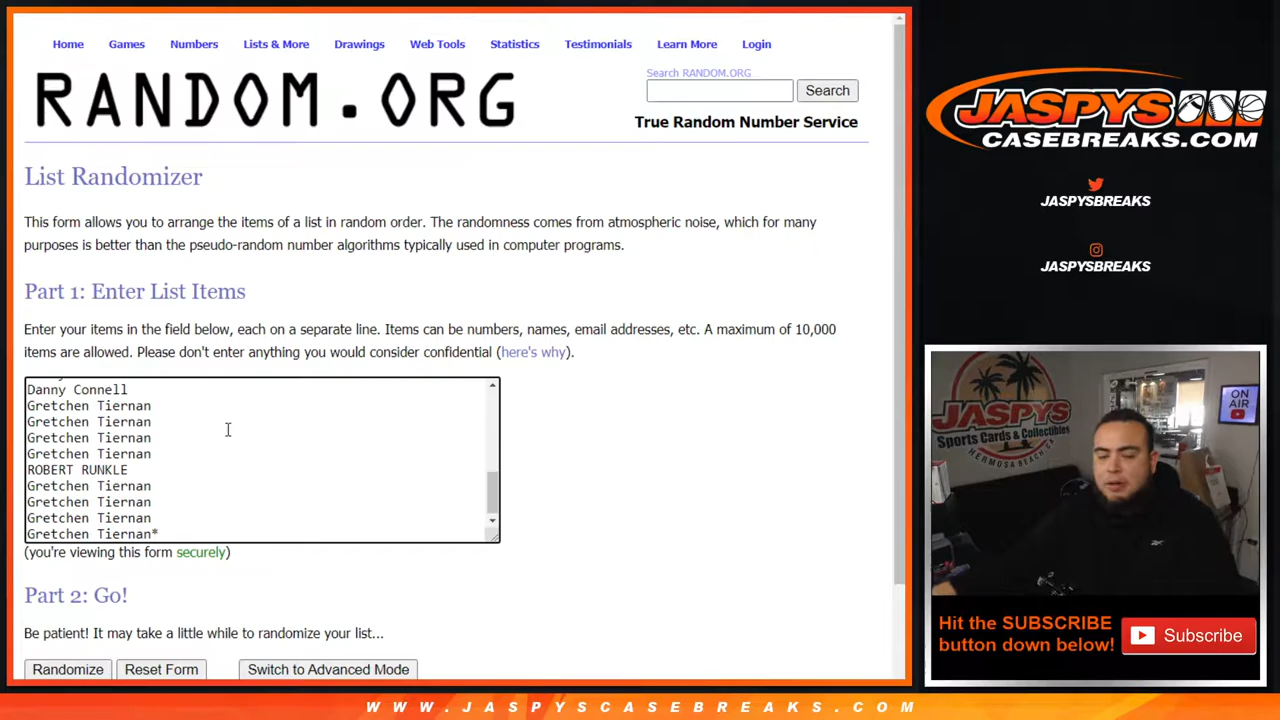 Home Games Numbers Lists & More Drawings Web Tools Statistics Testimonials Learn More Login
RANDOM.ORG
Search RANDOM.ORG
Search
True Random Number Service
List Randomizer
This form allows you to arrange the items of a list in random order. The randomness comes from atmospheric noise, which for many
purposes is better than the pseudo-random number algorithms typically used in computer programs.
Part 1: Enter List Items
Enter your items in the field below, each on a separate line. Items can be numbers, names, email addresses, etc. A maximum of 10,000
items are allowed. Please don't enter anything you would consider confidential (here's why).
Danny Connell
Gretchen Tiernan
Gretchen Tiernan
Gretchen Tiernan
Gretchen Tiernan
ROBERT RUNKLE
Gretchen Tiernan
Gretchen Tiernan
Gretchen Tiernan
Gretchen Tiernan*
(you're viewing this form securely)
Part 2: Go!
Be patient! It may take a little while to randomize your list...
Randomize Reset Form Switch to Advanced Mode
JASPYS
CASEBREAKS.COM
JASPYSBREAKS
JASPYSBREAKS
JASPYS
Sports Cards & Collectibles
HERMOSA BEACH, CA
ON
AIR
Hit the SUBSCRIBE
button down below!
Subscribe
WWW.JASPYSCASEBREAKS.COM